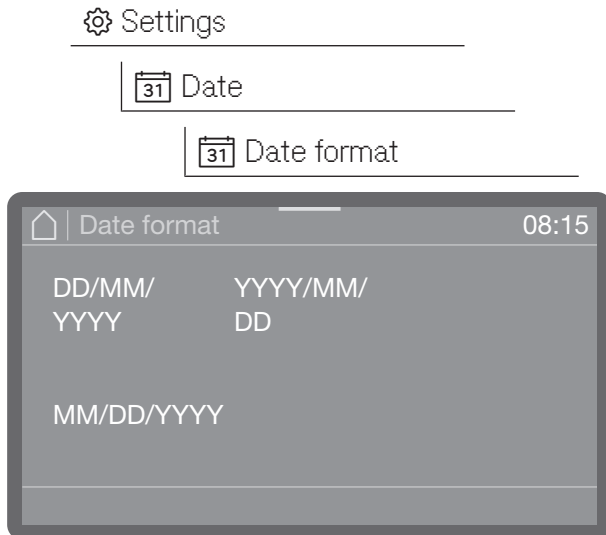 Settings
31 Date
31 Date format
Date format 08:15
DD/MM/ YYYY/MM/
YYYY DD
MM/DD/YYYY